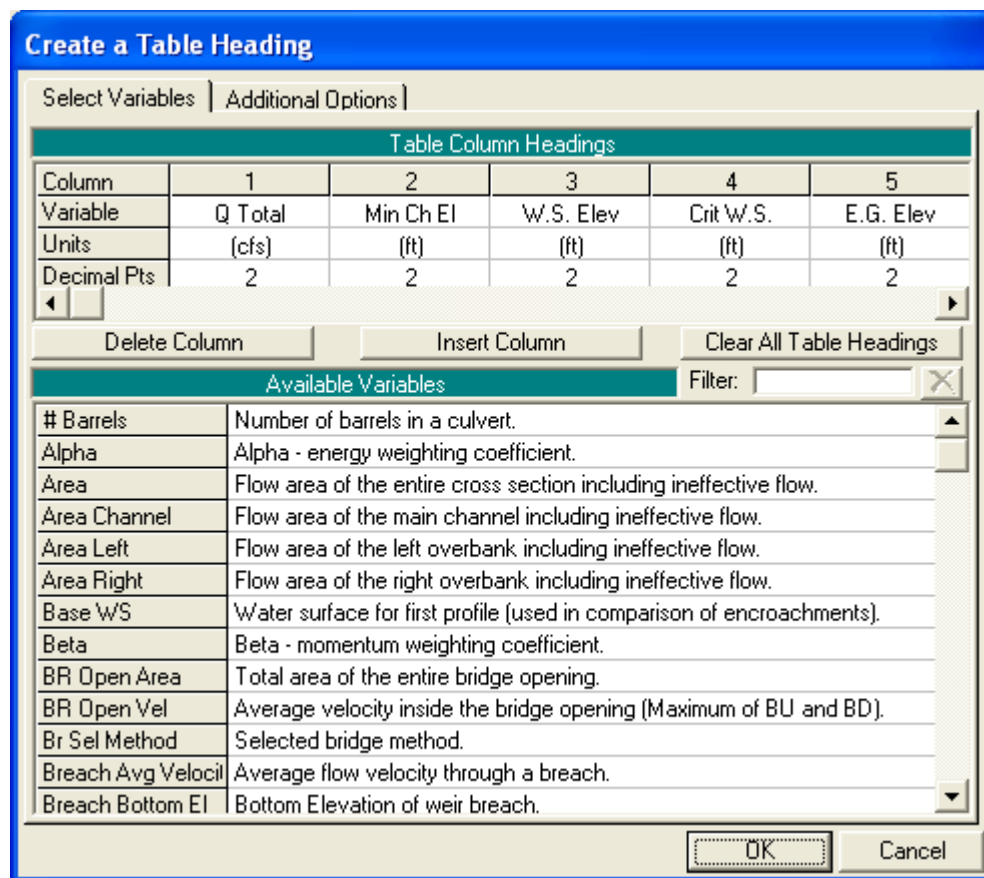 Create a Table Heading
Select Variables Additional Options
Table Column Headings
Column 1 2 3 4 5
Variable Q Total Min Ch El W.S. Elev Crit W.S. E.G. Elev
Units (cfs) (ft) (ft) (ft) (ft)
Decimal Pts 2 2 2 2 2
Delete Column Insert Column Clear All Table Headings
Available Variables Filter:
# Barrels Number of barrels in a culvert.
Alpha Alpha - energy weighting coefficient.
Area Flow area of the entire cross section including ineffective flow.
Area Channel Flow area of the main channel including ineffective flow.
Area Left Flow area of the left overbank including ineffective flow.
Area Right Flow area of the right overbank including ineffective flow.
Base WS Water surface for first profile (used in comparison of encroachments).
Beta Beta - momentum weighting coefficient.
BR Open Area Total area of the entire bridge opening.
BR Open Vel Average velocity inside the bridge opening (Maximum of BU and BD).
Br Sel Method Selected bridge method.
Breach Avg Velocit Average flow velocity through a breach.
Breach Bottom El Bottom Elevation of weir breach.
OK Cancel